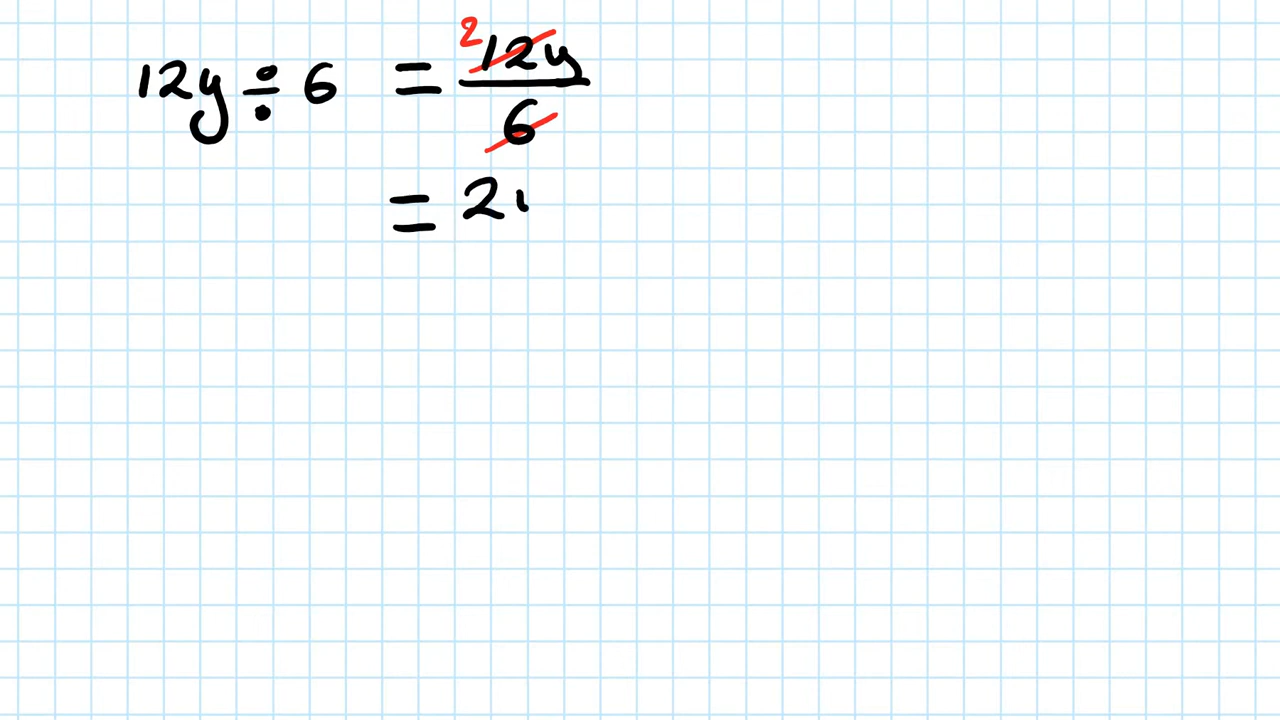 12y ÷ 6 = 2 12y / 6
= 2